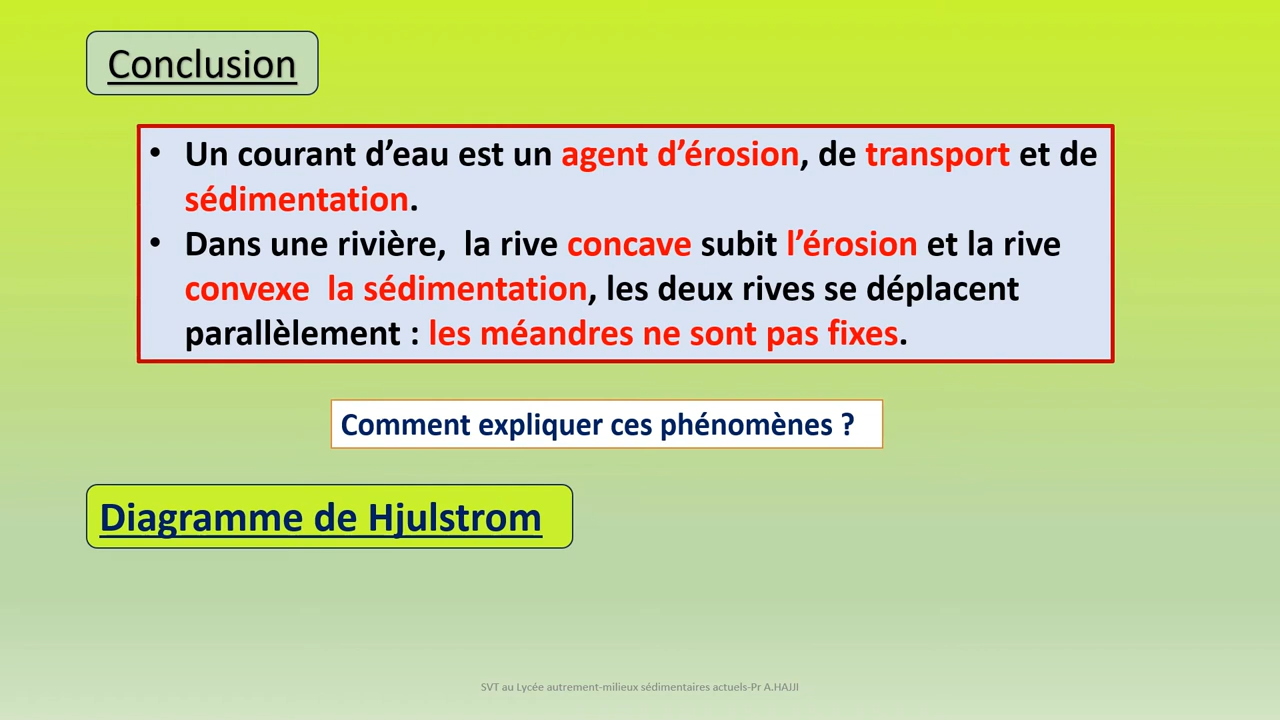 Conclusion
• Un courant d’eau est un agent d’érosion, de transport et de
sédimentation.
• Dans une rivière, la rive concave subit l’érosion et la rive
convexe la sédimentation, les deux rives se déplacent
parallèlement : les méandres ne sont pas fixes.
Comment expliquer ces phénomènes ?
Diagramme de Hjulstrom
SVT au Lycée autrement-milieux sédimentaires actuels-Pr A.HAJJI